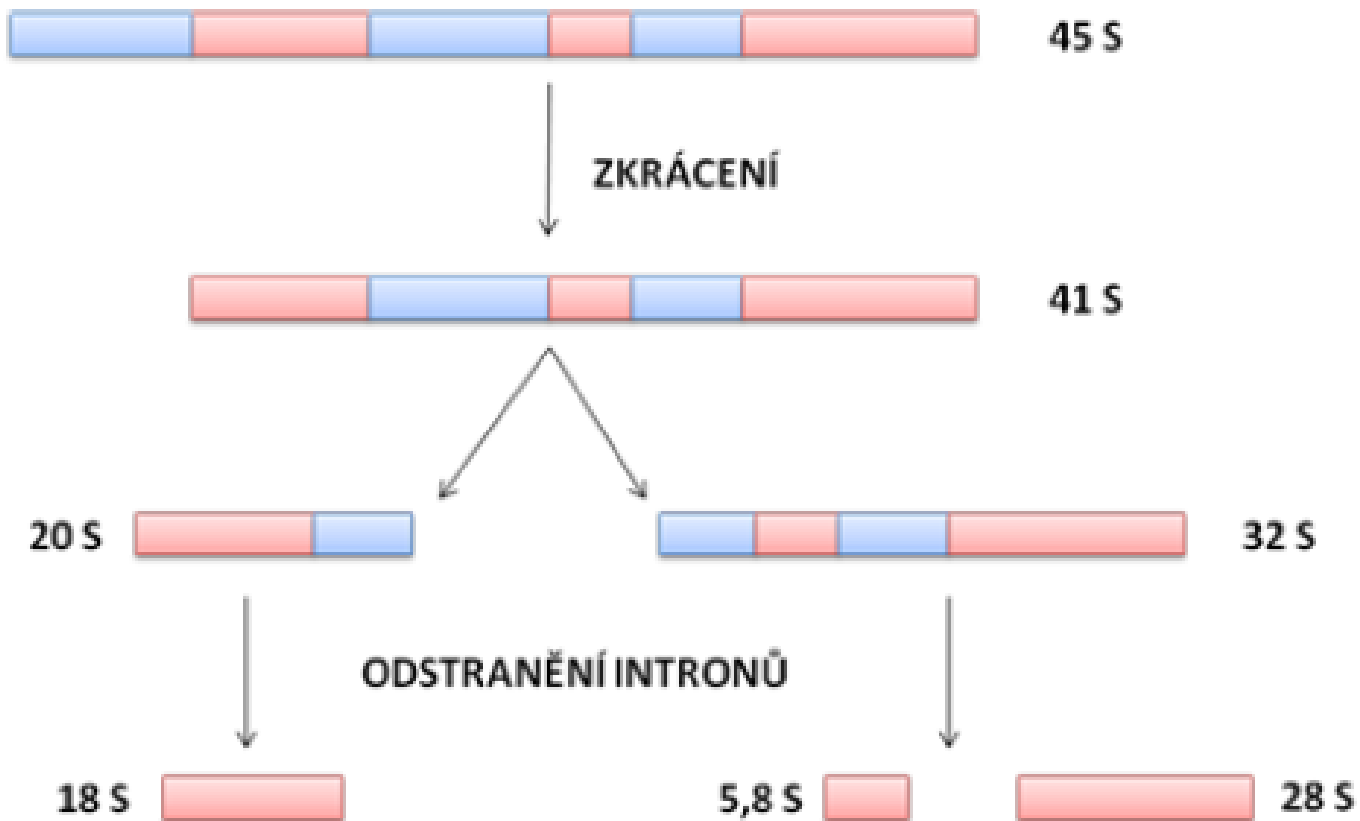 45 S
ZKRÁCENÍ
41 S
20 S
32 S
ODSTRANĚNÍ INTRONŮ
18 S
5,8 S
28 S